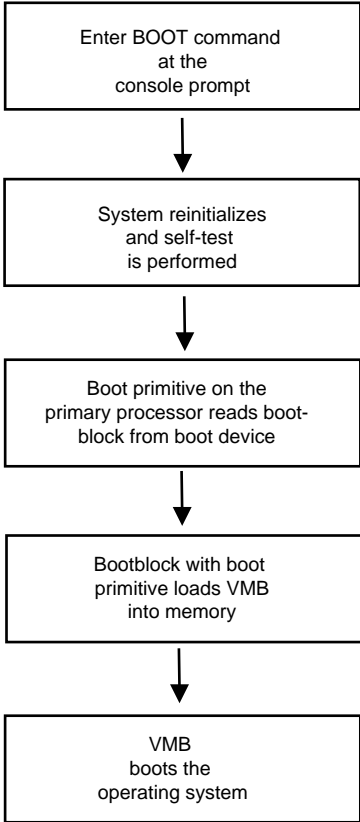 Enter BOOT command
at the
console prompt
System reinitializes
and self-test
is performed
Boot primitive on the
primary processor reads boot-
block from boot device
Bootblock with boot
primitive loads VMB
into memory
VMB
boots the
operating system